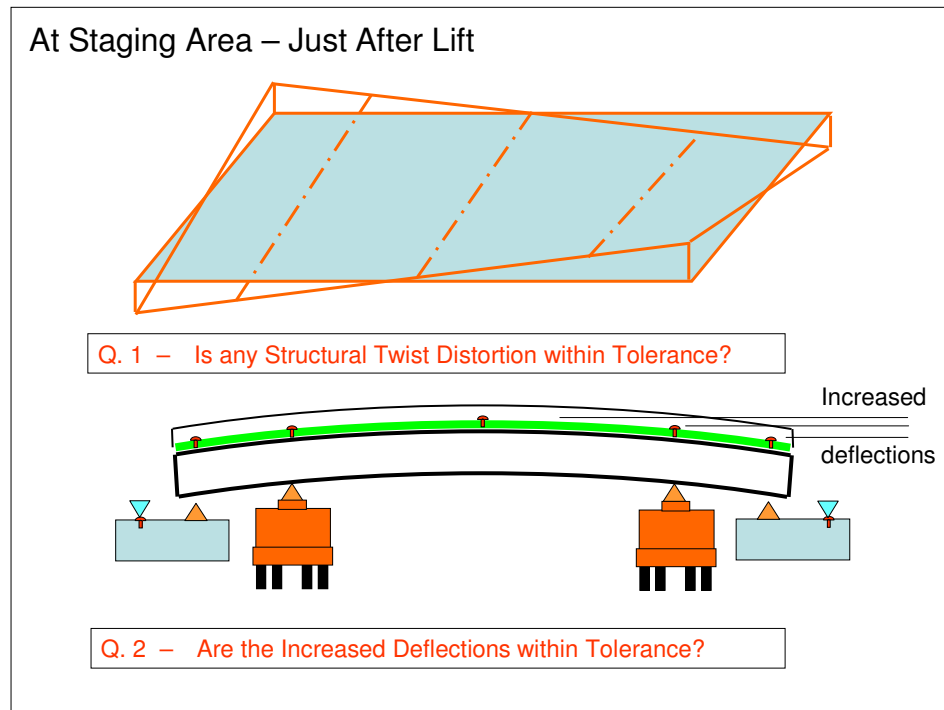 At Staging Area – Just After Lift
Q. 1 – Is any Structural Twist Distortion within Tolerance?
Increased
deflections
Q. 2 – Are the Increased Deflections within Tolerance?